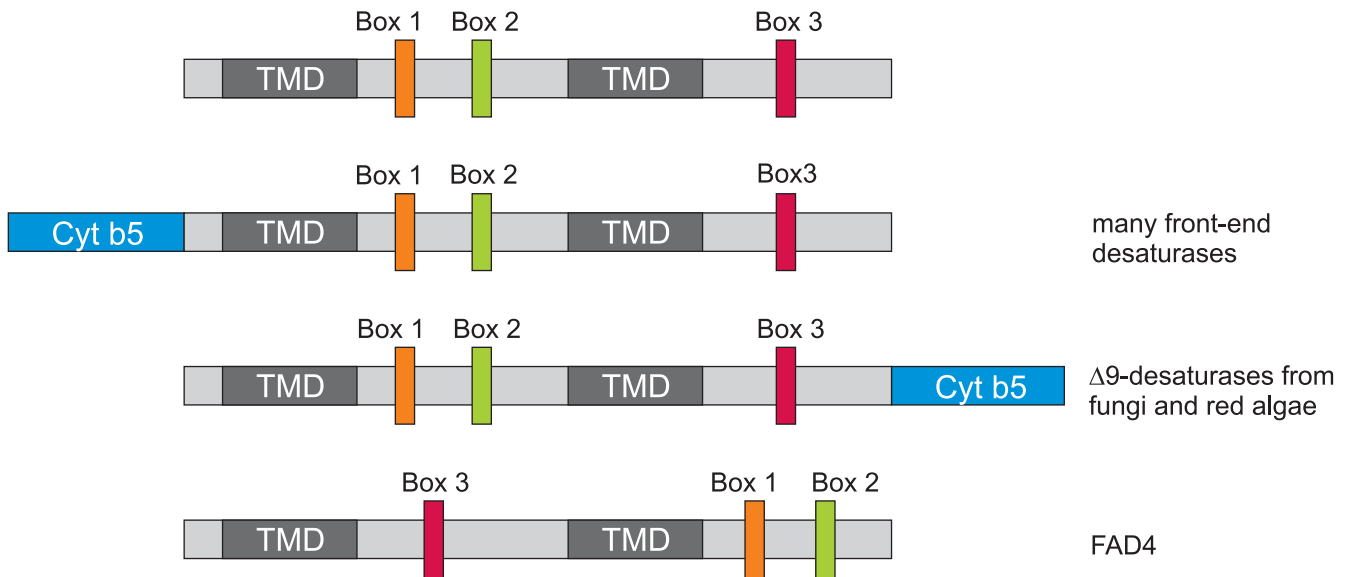 Box 1 Box 2 Box 3
TMD TMD
Box 1 Box 2 Box3
Cyt b5 TMD TMD many front-end
desaturases
Box 1 Box 2 Box 3
TMD TMD Cyt b5 Δ9-desaturases from
fungi and red algae
Box 3 Box 1 Box 2
TMD TMD FAD4